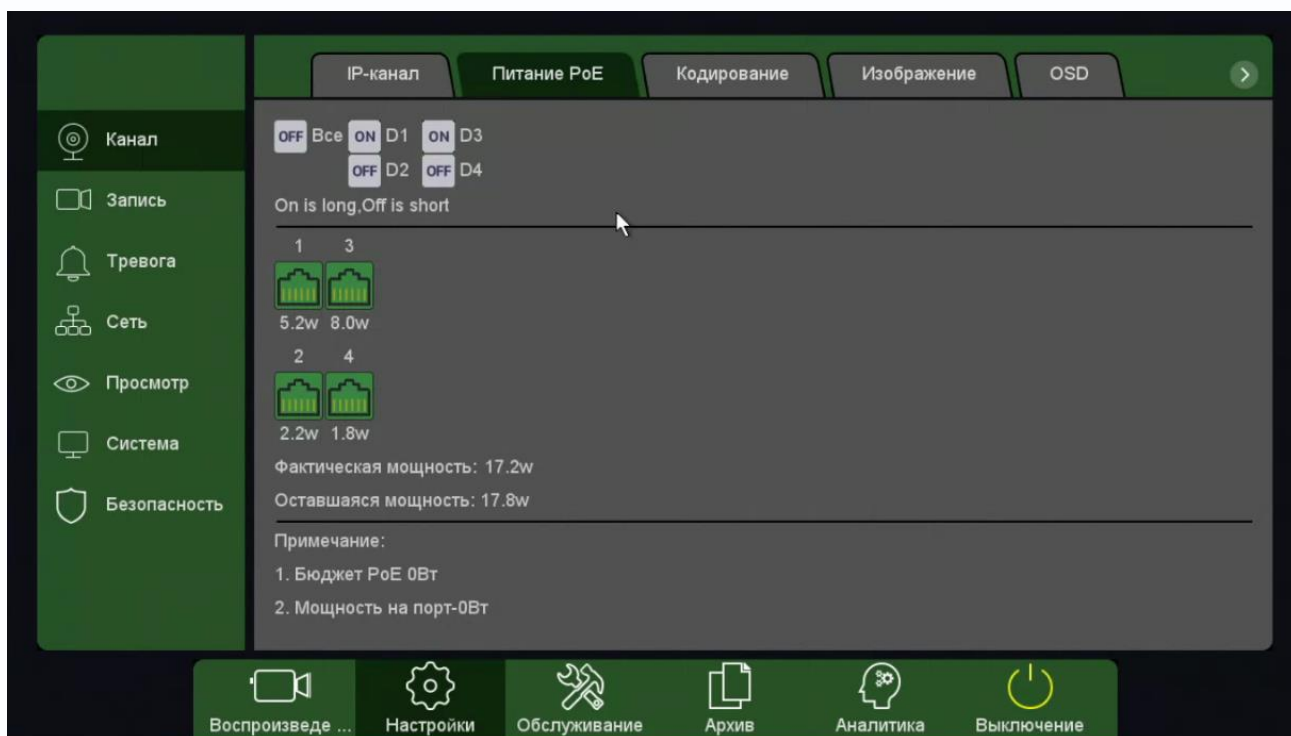 IP-канал Питание PoE Кодирование Изображение OSD
Канал
Запись
Тревога
Сеть
Просмотр
Система
Безопасность
OFF Все ON D1 ON D3
OFF D2 OFF D4
On is long,Off is short
1 3
5.2w 8.0w
2 4
2.2w 1.8w
Фактическая мощность: 17.2w
Оставшаяся мощность: 17.8w
Примечание:
1. Бюджет PoE 0Вт
2. Мощность на порт-0Вт
Воспроизведе ... Настройки Обслуживание Архив Аналитика Выключение